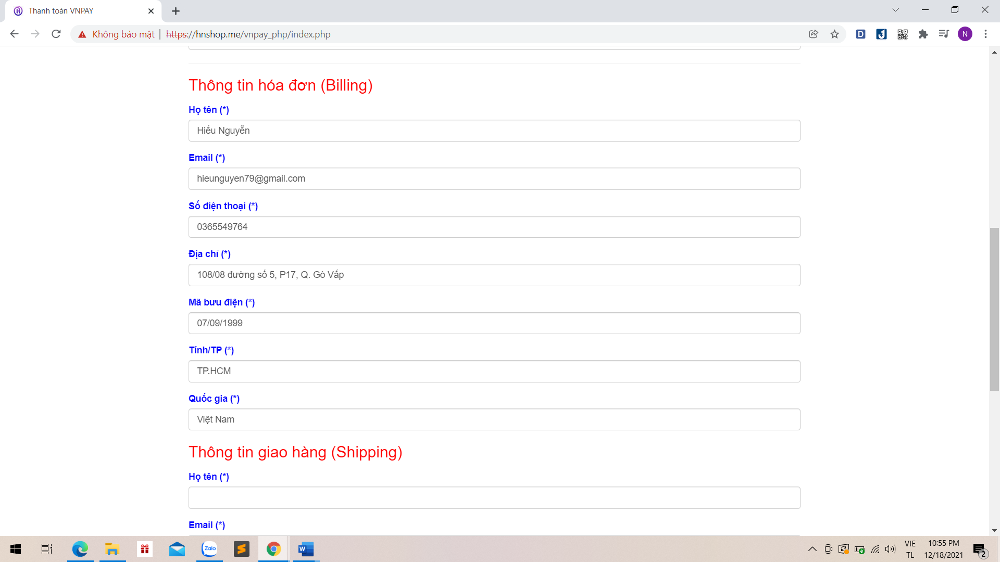 Thanh toán VNPAY
Không bảo mật | https://hnshop.me/vnpay_php/index.php
D
N
Thông tin hóa đơn (Billing)
Họ tên (*)
Hiếu Nguyễn
Email (*)
hieunguyen79@gmail.com
Số điện thoại (*)
0365549764
Địa chỉ (*)
108/08 đường số 5, P17, Q. Gò Vấp
Mã bưu điện (*)
07/09/1999
Tỉnh/TP (*)
TP.HCM
Quốc gia (*)
Việt Nam
Thông tin giao hàng (Shipping)
Họ tên (*)
Email (*)
Zalo
VIE
TL
10:55 PM
12/18/2021
2